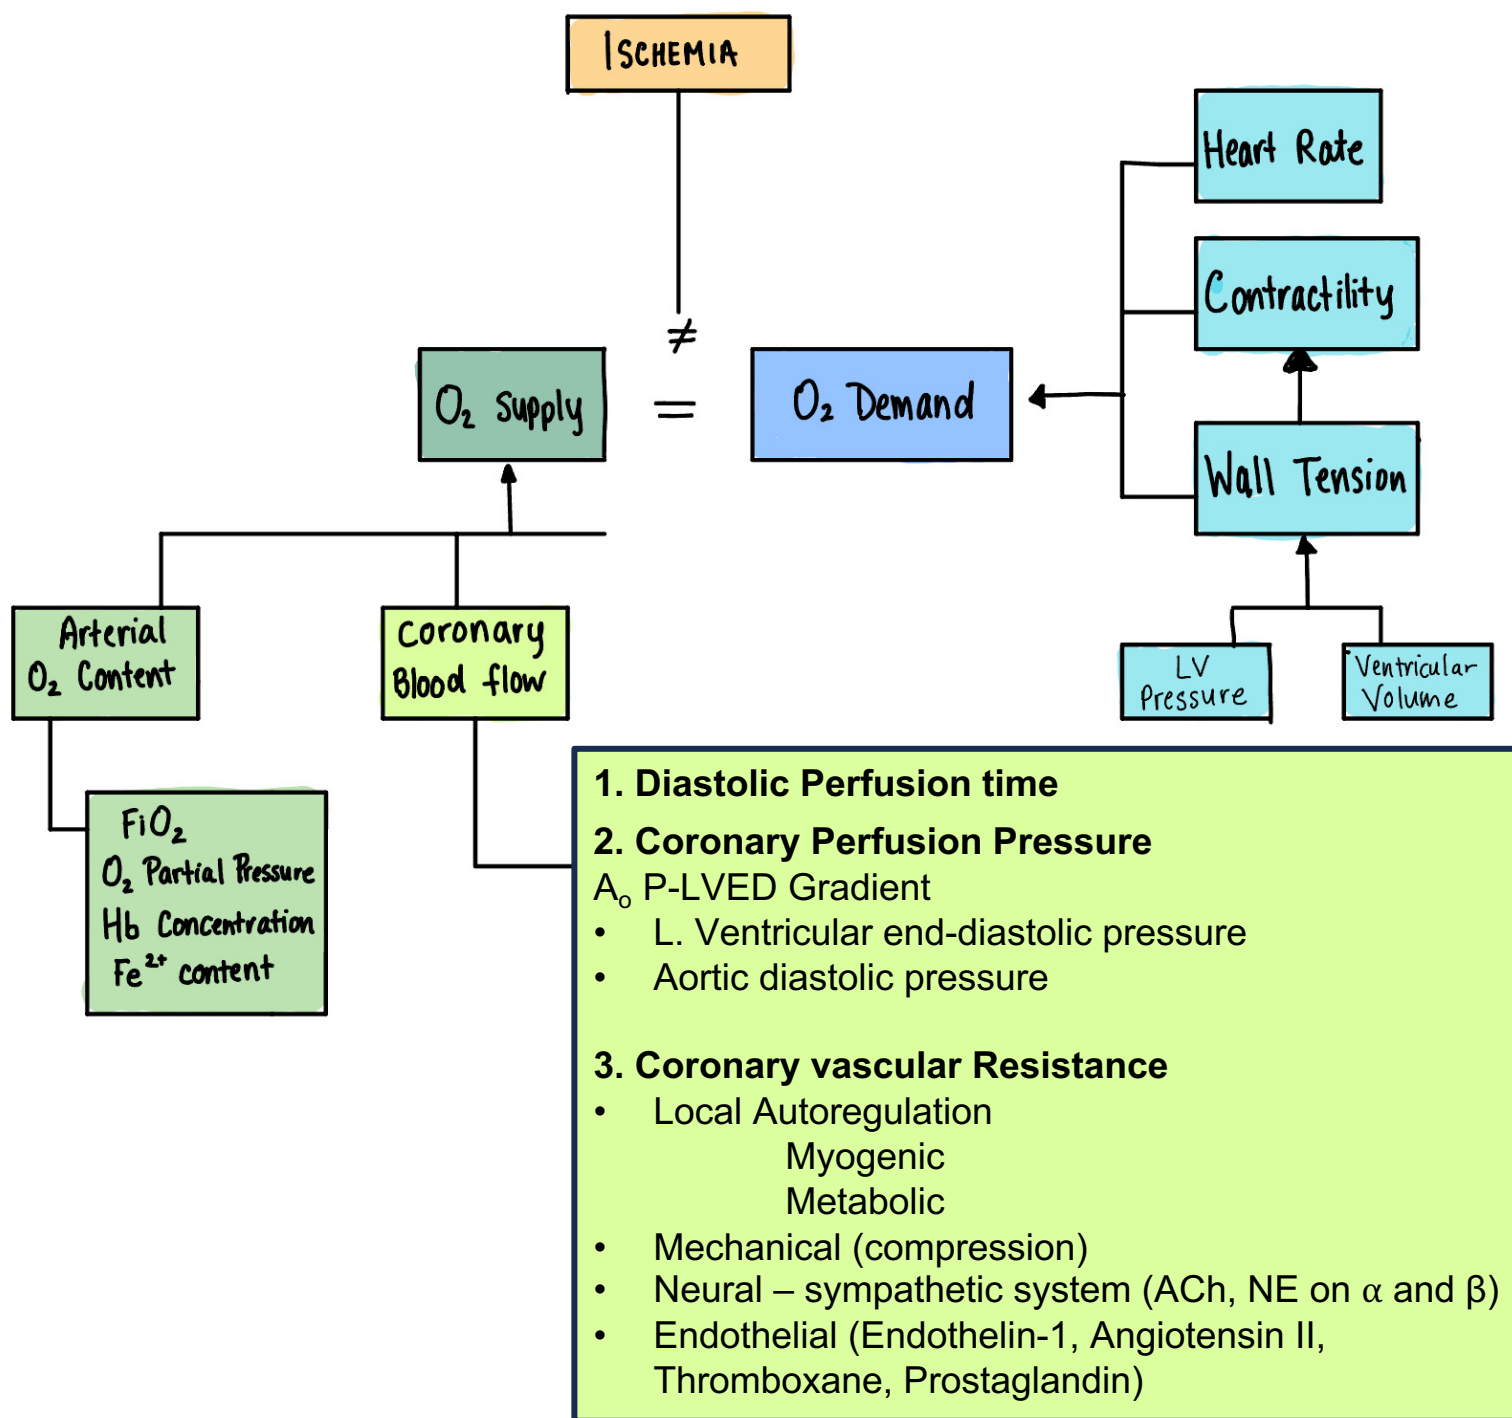 ISCHEMIA
Heart Rate
Contractility
≠
O₂ Supply
=
O₂ Demand
Wall Tension
Arterial
O₂ Content
Coronary
Blood flow
LV
Pressure
Ventricular
Volume
FiO₂
O₂ Partial Pressure
Hb Concentration
Fe²⁺ content
1. Diastolic Perfusion time
2. Coronary Perfusion Pressure
Aₒ P-LVED Gradient
• L. Ventricular end-diastolic pressure
• Aortic diastolic pressure
3. Coronary vascular Resistance
• Local Autoregulation
Myogenic
Metabolic
• Mechanical (compression)
• Neural – sympathetic system (ACh, NE on α and β)
• Endothelial (Endothelin-1, Angiotensin II,
Thromboxane, Prostaglandin)